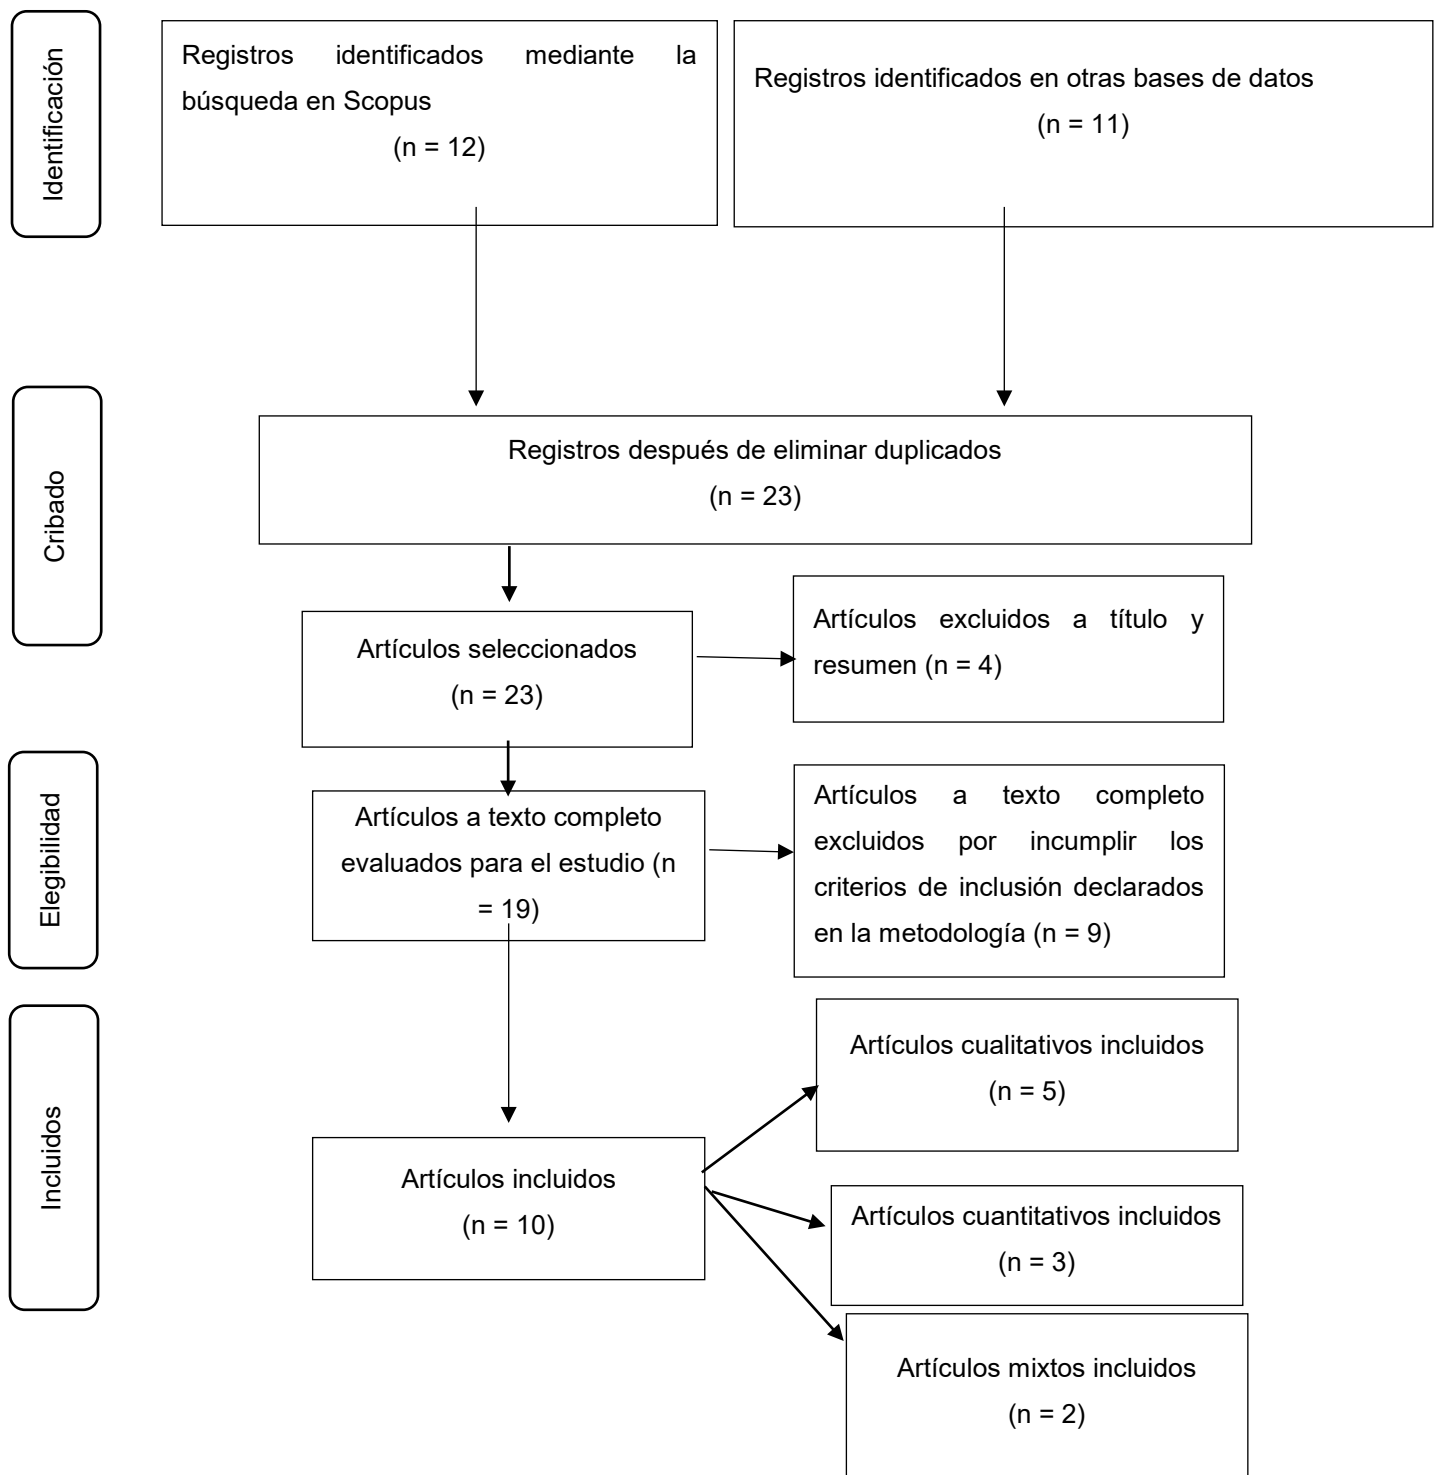 Identificación
Registros identificados mediante la
búsqueda en Scopus
(n = 12)
Registros identificados en otras bases de datos
(n = 11)
Cribado
Registros después de eliminar duplicados
(n = 23)
Artículos seleccionados
(n = 23)
Artículos excluidos a título y
resumen (n = 4)
Elegibilidad
Artículos a texto completo
evaluados para el estudio (n
= 19)
Artículos a texto completo
excluidos por incumplir los
criterios de inclusión declarados
en la metodología (n = 9)
Incluidos
Artículos incluidos
(n = 10)
Artículos cualitativos incluidos
(n = 5)
Artículos cuantitativos incluidos
(n = 3)
Artículos mixtos incluidos
(n = 2)